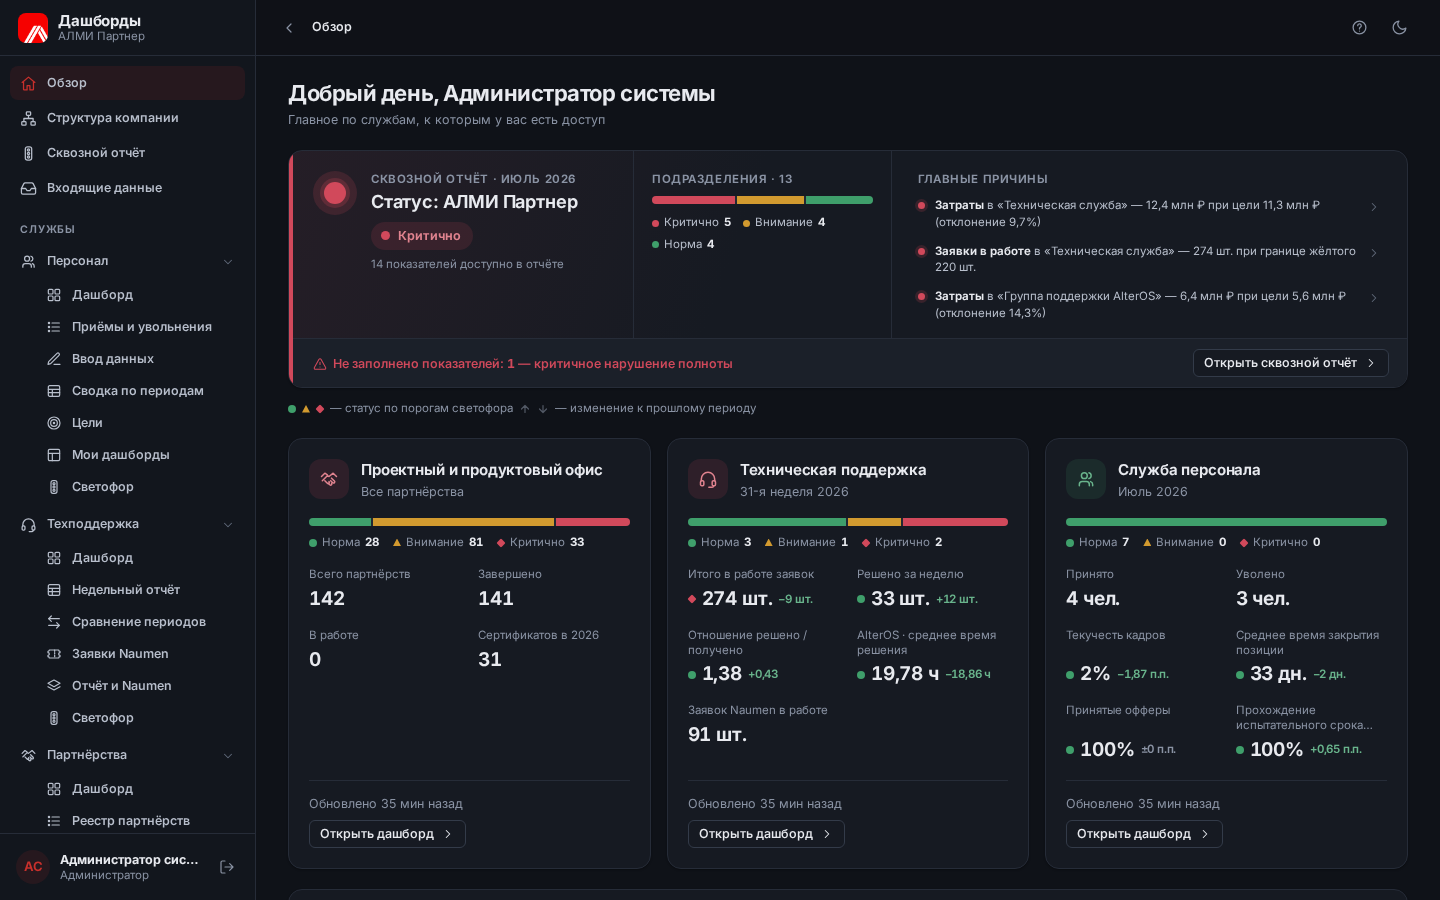 Дашборды
АЛМИ Партнер
Обзор
Структура компании
Сквозной отчёт
Входящие данные
СЛУЖБЫ
Персонал
Дашборд
Приёмы и увольнения
Ввод данных
Сводка по периодам
Цели
Мои дашборды
Светофор
Техподдержка
Дашборд
Недельный отчёт
Сравнение периодов
Заявки Naumen
Отчёт и Naumen
Светофор
Партнёрства
Дашборд
Реестр партнёрств
АС
Администратор сис...
Администратор
Обзор
Добрый день, Администратор системы
Главное по службам, к которым у вас есть доступ
СКВОЗНОЙ ОТЧЁТ · ИЮЛЬ 2026
Статус: АЛМИ Партнер
Критично
14 показателей доступно в отчёте
ПОДРАЗДЕЛЕНИЯ · 13
Критично 5 Внимание 4
Норма 4
ГЛАВНЫЕ ПРИЧИНЫ
Затраты в «Техническая служба» — 12,4 млн ₽ при цели 11,3 млн ₽
(отклонение 9,7%)
Заявки в работе в «Техническая служба» — 274 шт. при границе жёлтого
220 шт.
Затраты в «Группа поддержки AlterOS» — 6,4 млн ₽ при цели 5,6 млн ₽
(отклонение 14,3%)
Не заполнено показателей: 1 — критичное нарушение полноты
Открыть сквозной отчёт
— статус по порогам светофора ↑ ↓ — изменение к прошлому периоду
Проектный и продуктовый офис
Все партнёрства
Норма 28 Внимание 81 Критично 33
Всего партнёрств
142
Завершено
141
В работе
0
Сертификатов в 2026
31
Обновлено 35 мин назад
Открыть дашборд
Техническая поддержка
31-я неделя 2026
Норма 3 Внимание 1 Критично 2
Итого в работе заявок
274 шт. −9 шт.
Решено за неделю
33 шт. +12 шт.
Отношение решено /
получено
1,38 +0,43
AlterOS · среднее время
решения
19,78 ч −18,86 ч
Заявок Naumen в работе
91 шт.
Обновлено 35 мин назад
Открыть дашборд
Служба персонала
Июль 2026
Норма 7 Внимание 0 Критично 0
Принято
4 чел.
Уволено
3 чел.
Текучесть кадров
2% −1,87 п.п.
Среднее время закрытия
позиции
33 дн. −2 дн.
Принятые офферы
100% ±0 п.п.
Прохождение
испытательного срока...
100% +0,65 п.п.
Обновлено 35 мин назад
Открыть дашборд